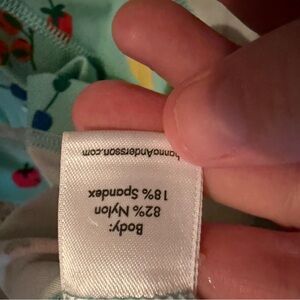 Body:
82% Nylon
18% Spandex
hannaAndersson.com